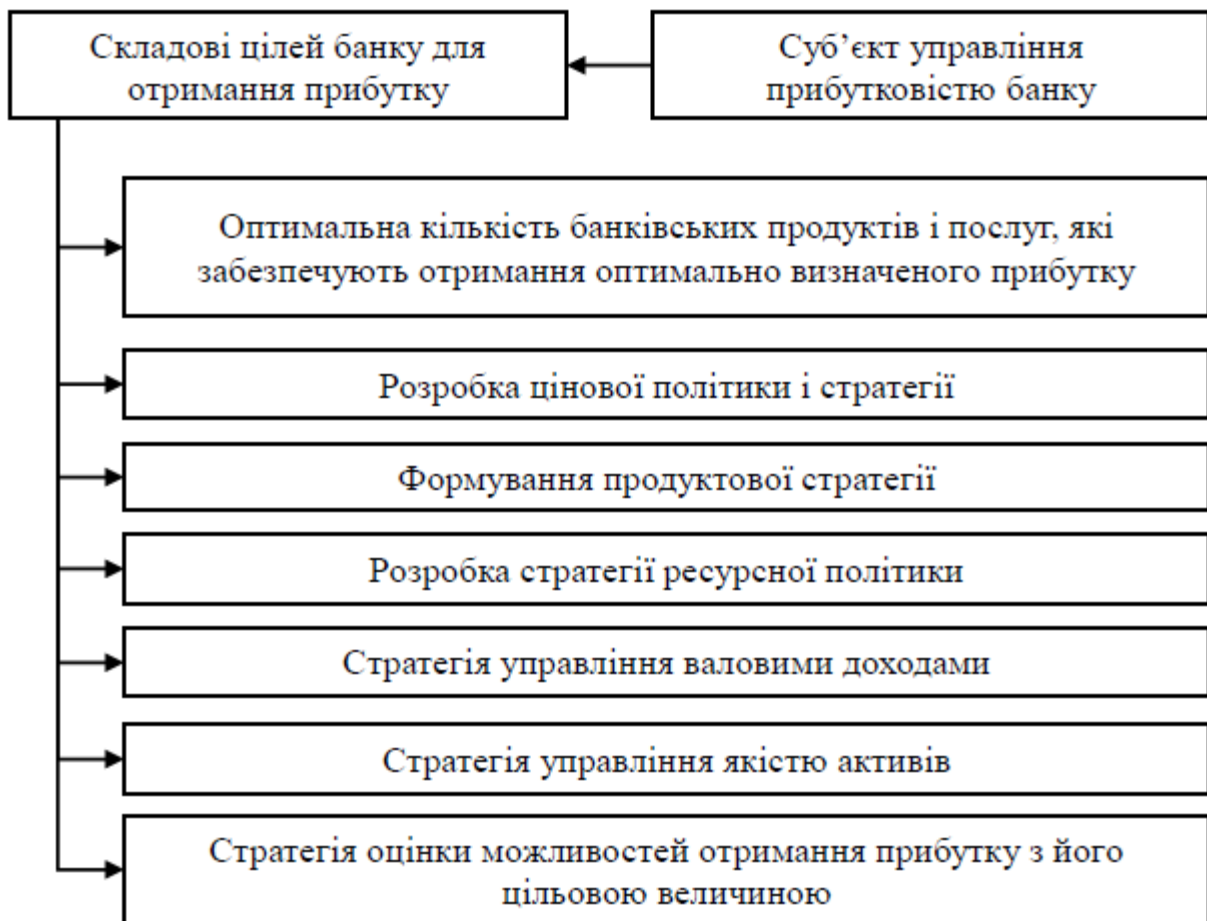 Складові цілей банку для
отримання прибутку
Суб’єкт управління
прибутковістю банку
Оптимальна кількість банківських продуктів і послуг, які
забезпечують отримання оптимально визначеного прибутку
Розробка цінової політики і стратегії
Формування продуктової стратегії
Розробка стратегії ресурсної політики
Стратегія управління валовими доходами
Стратегія управління якістю активів
Стратегія оцінки можливостей отримання прибутку з його
цільовою величиною